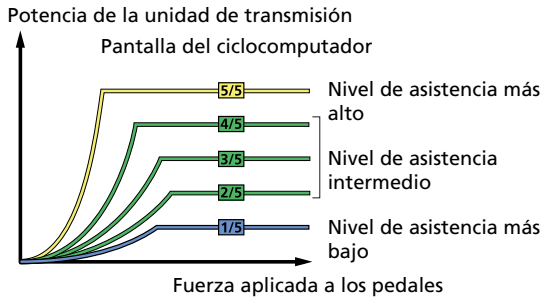 Potencia de la unidad de transmisión
Pantalla del ciclocomputador
5/5
Nivel de asistencia más
alto
4/5
3/5
Nivel de asistencia
intermedio
2/5
1/5
Nivel de asistencia más
bajo
Fuerza aplicada a los pedales